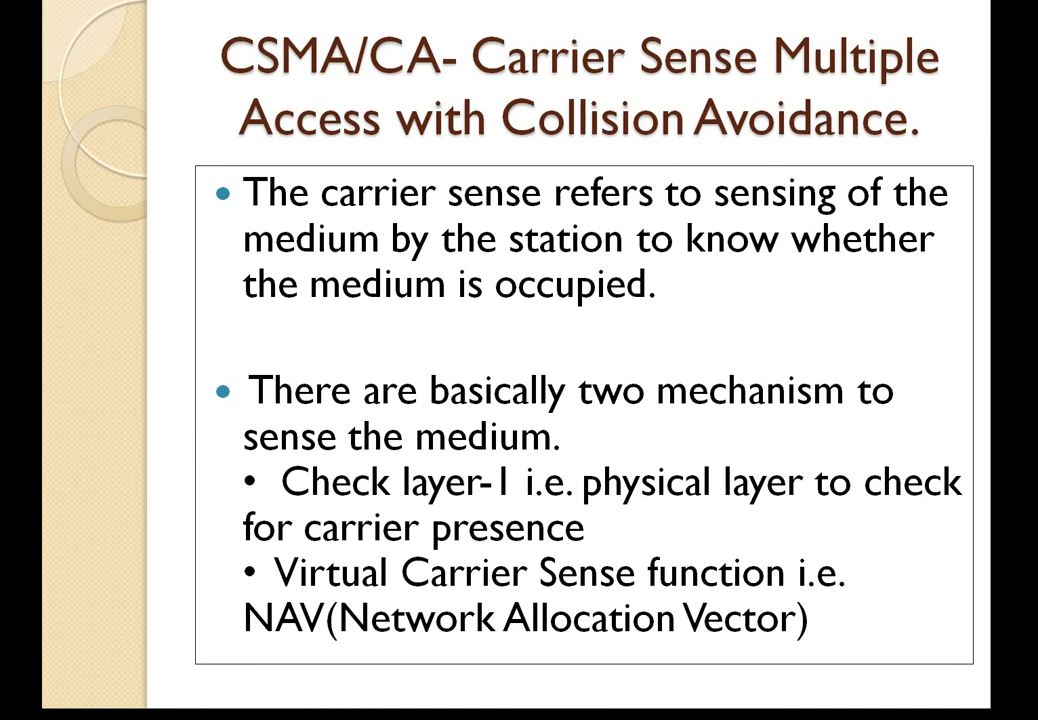 CSMA/CA- Carrier Sense Multiple
Access with Collision Avoidance.
• The carrier sense refers to sensing of the
medium by the station to know whether
the medium is occupied.
• There are basically two mechanism to
sense the medium.
• Check layer-1 i.e. physical layer to check
for carrier presence
• Virtual Carrier Sense function i.e.
NAV(Network Allocation Vector)